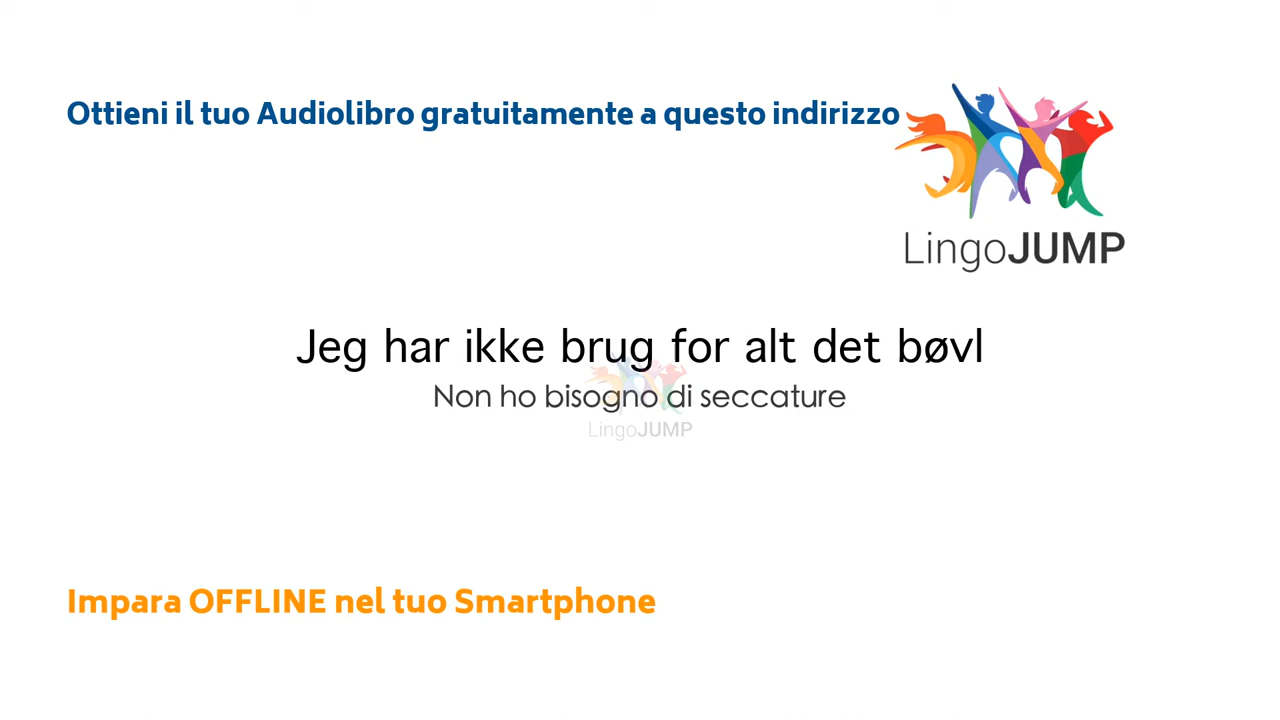 Ottieni il tuo Audiolibro gratuitamente a questo indirizzo
LingoJUMP
Jeg har ikke brug for alt det bøvl
Non ho bisogno di seccature
LingoJUMP
Impara OFFLINE nel tuo Smartphone